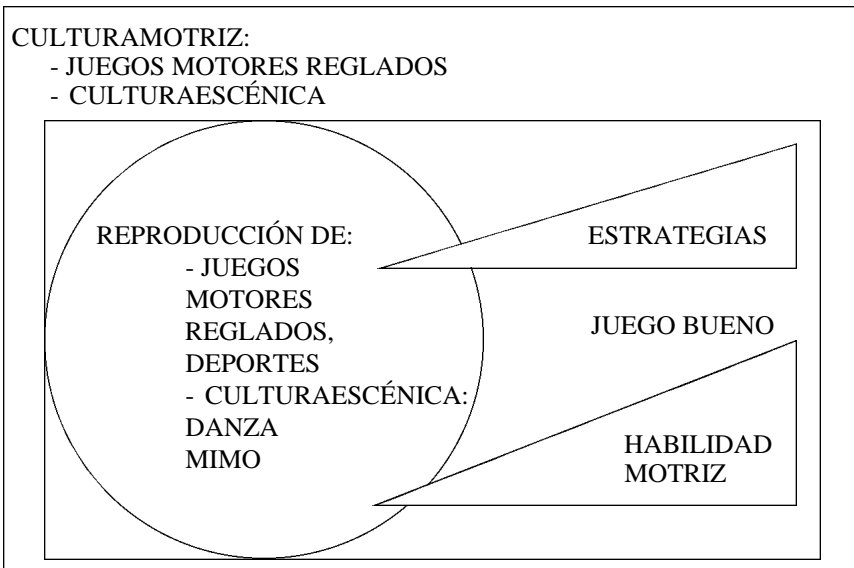 CULTURAMOTRIZ:
- JUEGOS MOTORES REGLADOS
- CULTURAESCÉNICA
REPRODUCCIÓN DE:
- JUEGOS
MOTORES
REGLADOS,
DEPORTES
- CULTURAESCÉNICA:
DANZA
MIMO
ESTRATEGIAS
JUEGO BUENO
HABILIDAD
MOTRIZ